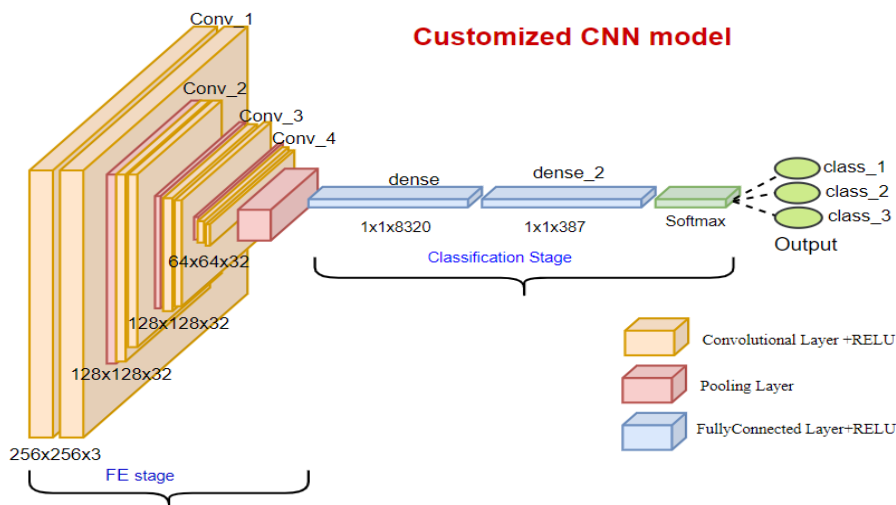 Customized CNN model
Conv_1
Conv_2
Conv_3
Conv_4
dense
dense_2
class_1
class_2
class_3
1x1x8320
1x1x387
Softmax
Output
64x64x32
Classification Stage
128x128x32
128x128x32
256x256x3
FE stage
Convolutional Layer +RELU
Pooling Layer
FullyConnected Layer+RELU